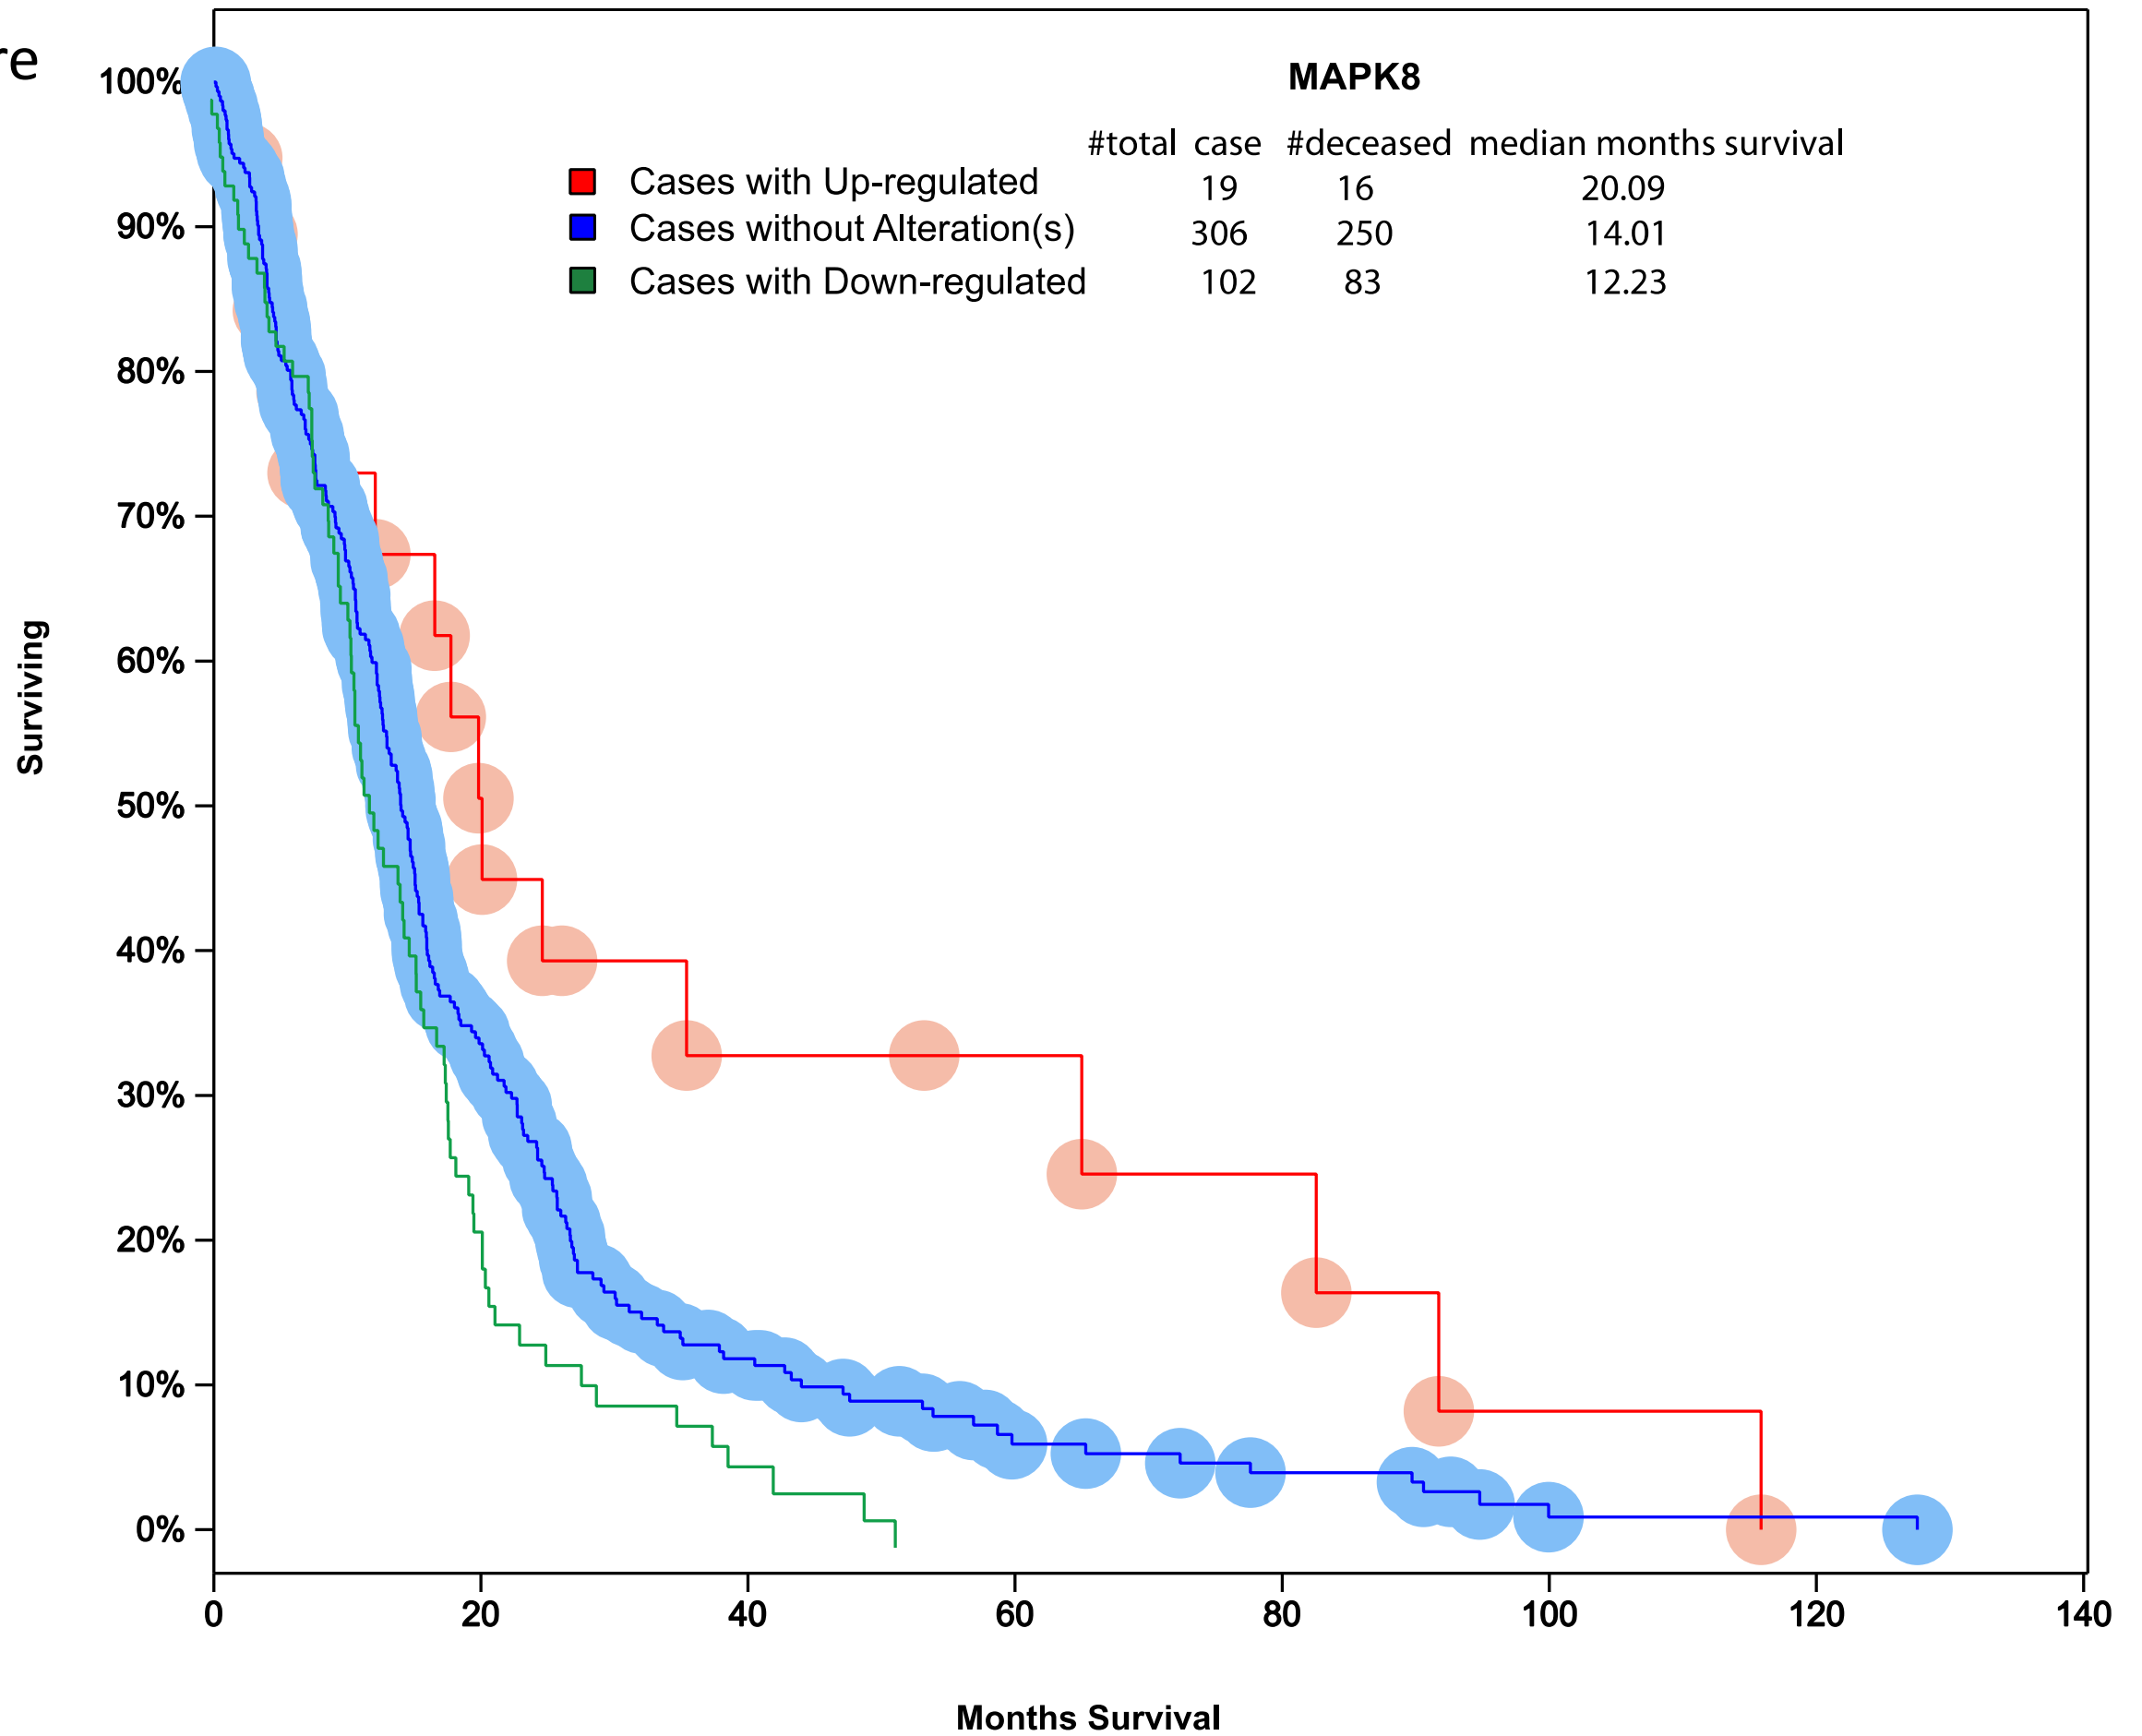 re
MAPK8
#total case #deceased median months survival
Cases with Up-regulated 19 16 20.09
Cases without Alteration(s) 306 250 14.01
Cases with Down-regulated 102 83 12.23
100%
90%
80%
70%
60%
50%
40%
30%
20%
10%
0%
Surviving
0 20 40 60 80 100 120 140
Months Survival